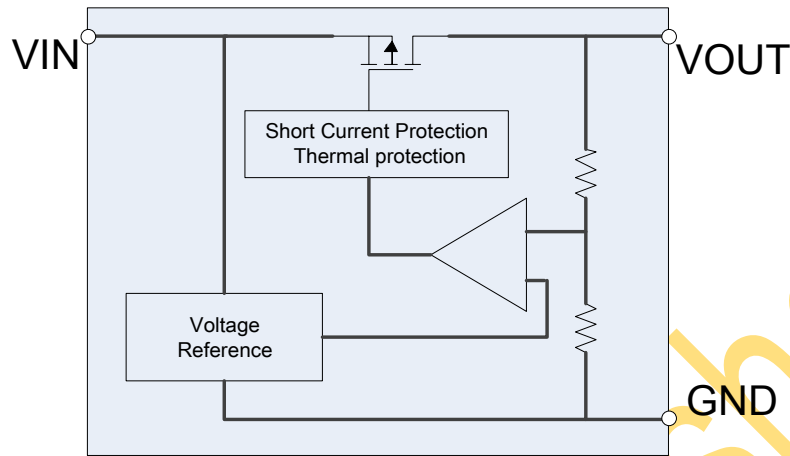 VIN
VOUT
Short Current Protection
Thermal protection
Voltage
Reference
GND